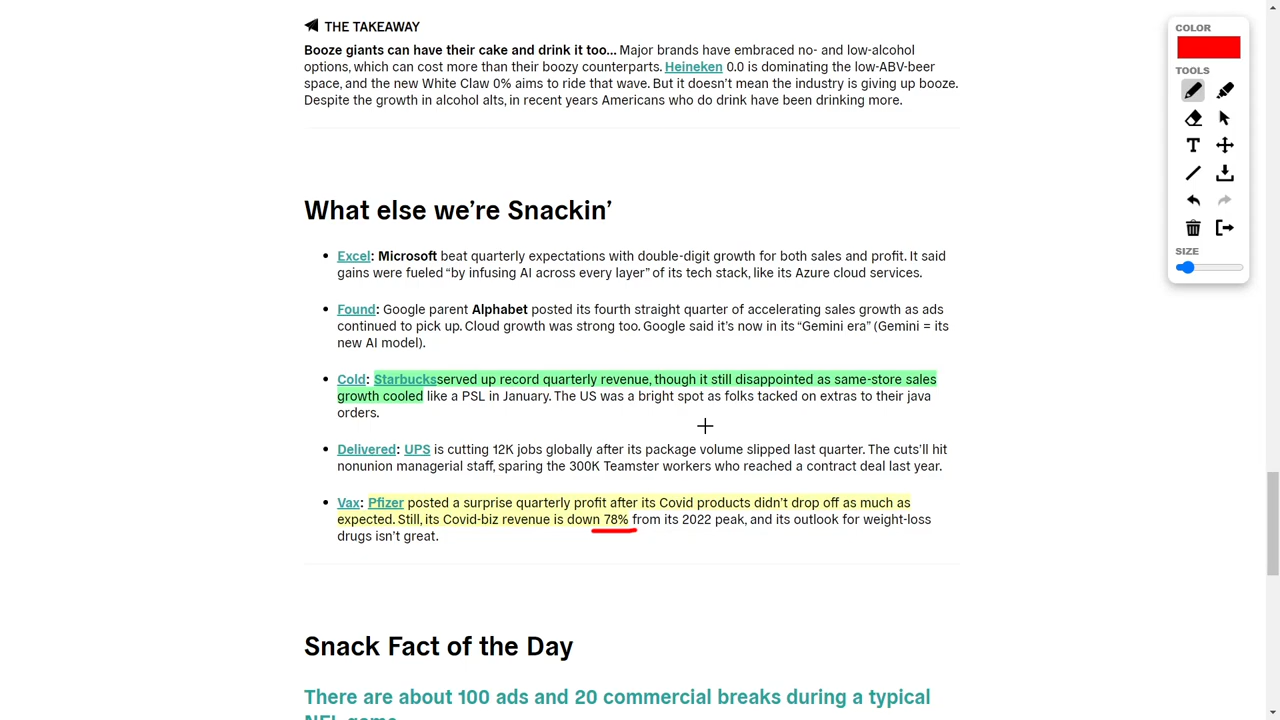 THE TAKEAWAY
Booze giants can have their cake and drink it too... Major brands have embraced no- and low-alcohol
options, which can cost more than their boozy counterparts. Heineken 0.0 is dominating the low-ABV-beer
space, and the new White Claw 0% aims to ride that wave. But it doesn’t mean the industry is giving up booze.
Despite the growth in alcohol alts, in recent years Americans who do drink have been drinking more.
What else we’re Snackin’
Excel: Microsoft beat quarterly expectations with double-digit growth for both sales and profit. It said
gains were fueled “by infusing AI across every layer” of its tech stack, like its Azure cloud services.
Found: Google parent Alphabet posted its fourth straight quarter of accelerating sales growth as ads
continued to pick up. Cloud growth was strong too. Google said it’s now in its “Gemini era” (Gemini = its
new AI model).
Cold: Starbucksserved up record quarterly revenue, though it still disappointed as same-store sales
growth cooled like a PSL in January. The US was a bright spot as folks tacked on extras to their java
orders.
Delivered: UPS is cutting 12K jobs globally after its package volume slipped last quarter. The cuts’ll hit
nonunion managerial staff, sparing the 300K Teamster workers who reached a contract deal last year.
Vax: Pfizer posted a surprise quarterly profit after its Covid products didn’t drop off as much as
expected. Still, its Covid-biz revenue is down 78% from its 2022 peak, and its outlook for weight-loss
drugs isn’t great.
Snack Fact of the Day
There are about 100 ads and 20 commercial breaks during a typical
NFL game
COLOR
TOOLS
T
SIZE